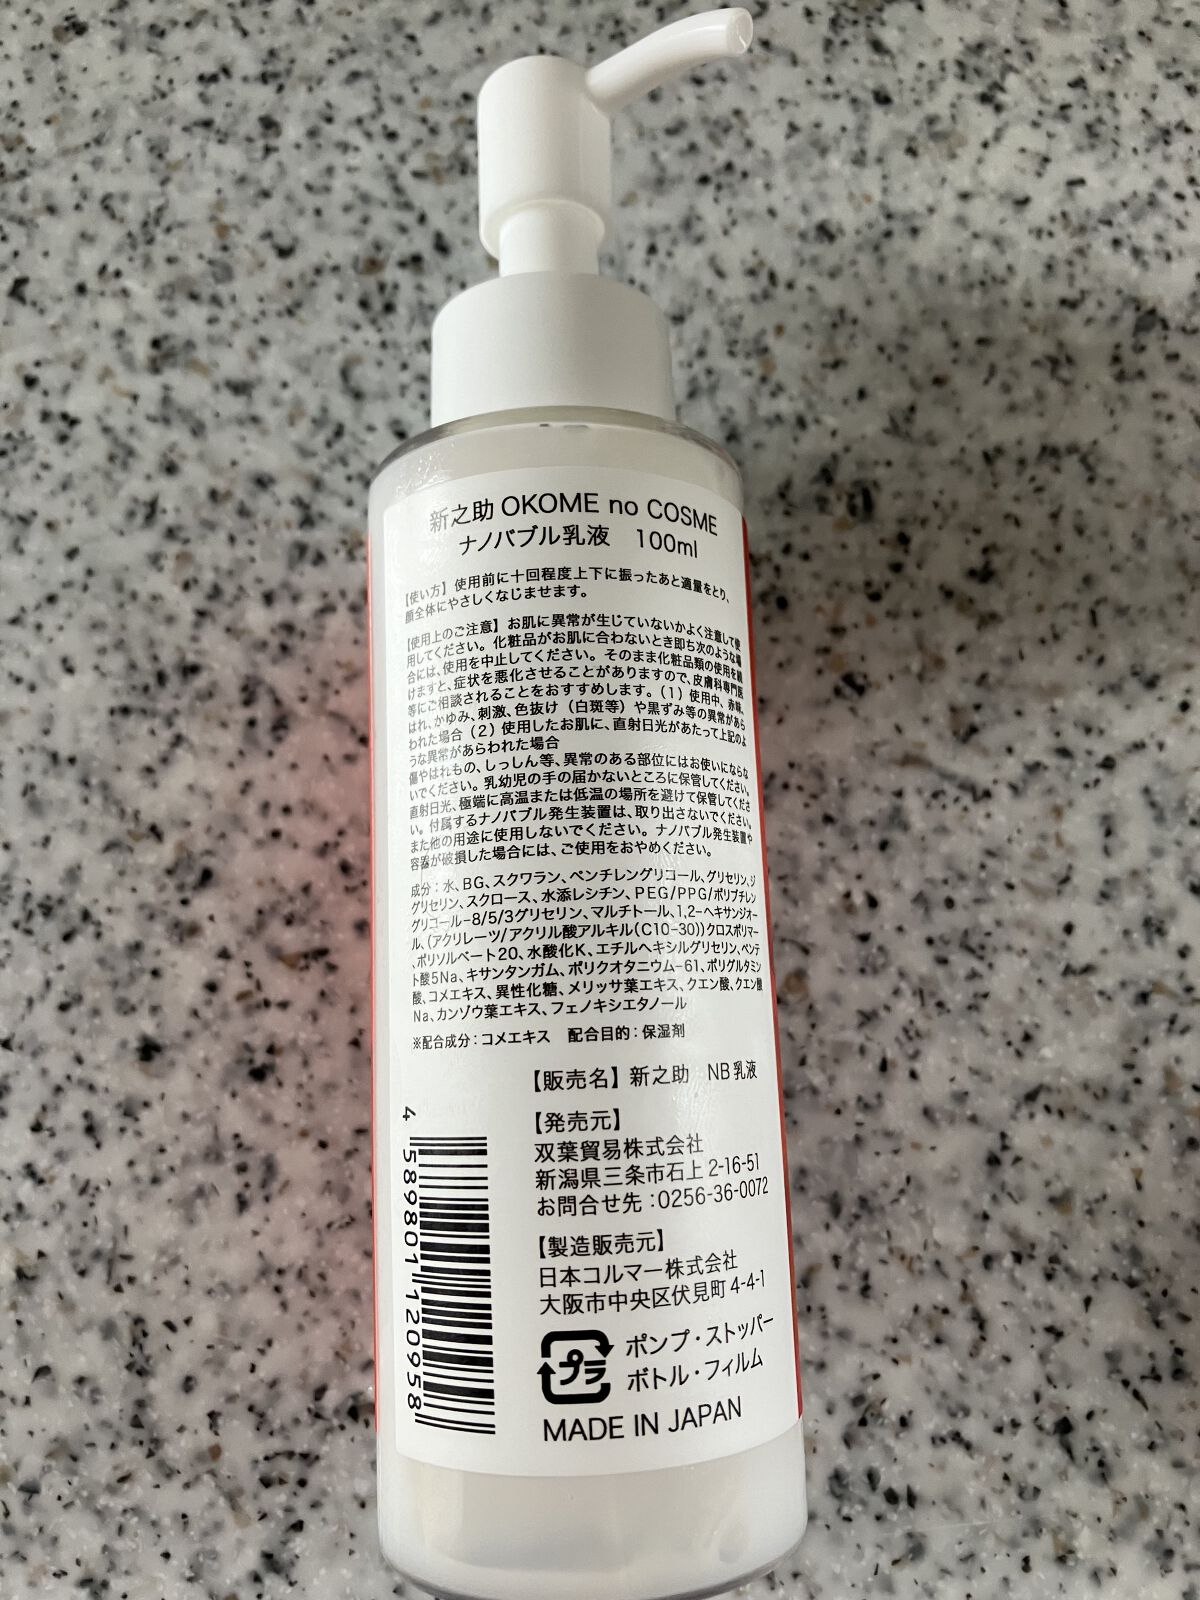 新之助 OKOME no COSME
ナノバブル乳液　100ml
【使い方】使用前に十回程度上下に振ったあと適量をとり、
顔全体にやさしくなじませます。
【使用上のご注意】お肌に異常が生じていないかよく注意して使
用してください。化粧品がお肌に合わないとき即ち次のような場
合には、使用を中止してください。そのまま化粧品類の使用を続
けますと、症状を悪化させることがありますので、皮膚科専門医
等にご相談されることをおすすめします。(1) 使用中、赤味、
はれ、かゆみ、刺激、色抜け（白斑等）や黒ずみ等の異常があら
われた場合（2）使用したお肌に、直射日光があたって上記のよ
うな異常があらわれた場合
傷やはれもの、しっしん等、異常のある部位にはお使いにならな
いでください。乳幼児の手の届かないところに保管してください。
直射日光、極端に高温または低温の場所を避けて保管してくださ
い。付属するナノバブル発生装置は、取り出さないでください。
また他の用途に使用しないでください。ナノバブル発生装置や
容器が破損した場合には、ご使用をおやめください。
成分：水、BG、スクワラン、ペンチレングリコール、グリセリン、ジ
グリセリン、スクロース、水添レシチン、PEG/PPG/ポリブチレン
グリコール-8/5/3グリセリン、マルチトール、1,2-ヘキサンジオー
ル、(アクリレーツ/アクリル酸アルキル(C10-30))クロスポリマー
、ポリソルベート20、水酸化K、エチルヘキシルグリセリン、ペンテ
ト酸5Na、キサンタンガム、ポリクオタニウム-61、ポリグルタミン
酸、コメエキス、異性化糖、メリッサ葉エキス、クエン酸、クエン酸
Na、カンゾウ葉エキス、フェノキシエタノール
※配合成分：コメエキス　配合目的：保湿剤
【販売名】新之助　NB乳液
【発売元】
双葉貿易株式会社
新潟県三条市石上 2-16-51
お問合せ先：0256-36-0072
【製造販売元】
日本コルマー株式会社
大阪市中央区伏見町 4-4-1
プラ
ポンプ・ストッパー
ボトル・フィルム
MADE IN JAPAN
4 589801 120958